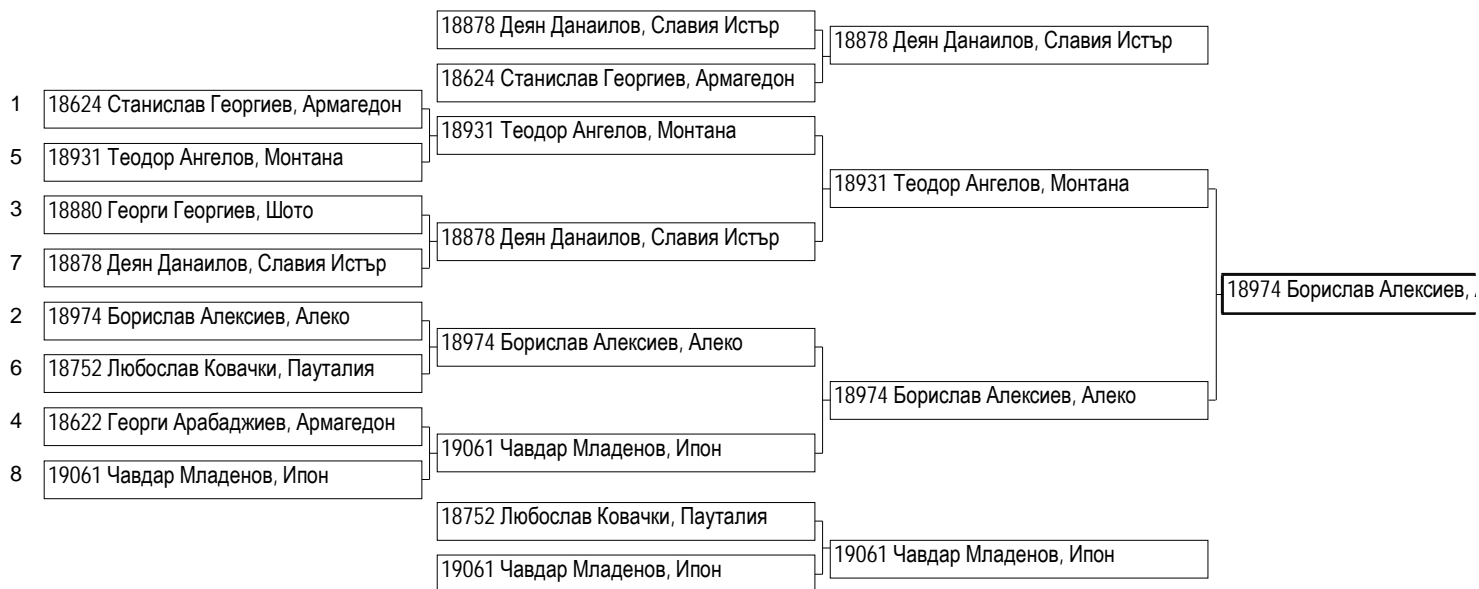 18878 Деян Данаилов, Славия Истър
18878 Деян Данаилов, Славия Истър
18624 Станислав Георгиев, Армагедон
1 18624 Станислав Георгиев, Армагедон
18931 Теодор Ангелов, Монтана
5 18931 Теодор Ангелов, Монтана
18931 Теодор Ангелов, Монтана
3 18880 Георги Георгиев, Шото
18878 Деян Данаилов, Славия Истър
7 18878 Деян Данаилов, Славия Истър
18974 Борислав Алексиев,
2 18974 Борислав Алексиев, Алеко
18974 Борислав Алексиев, Алеко
6 18752 Любослав Ковачки, Пауталия
18974 Борислав Алексиев, Алеко
4 18622 Георги Арабаджиев, Армагедон
19061 Чавдар Младенов, Ипон
8 19061 Чавдар Младенов, Ипон
18752 Любослав Ковачки, Пауталия
19061 Чавдар Младенов, Ипон
19061 Чавдар Младенов, Ипон